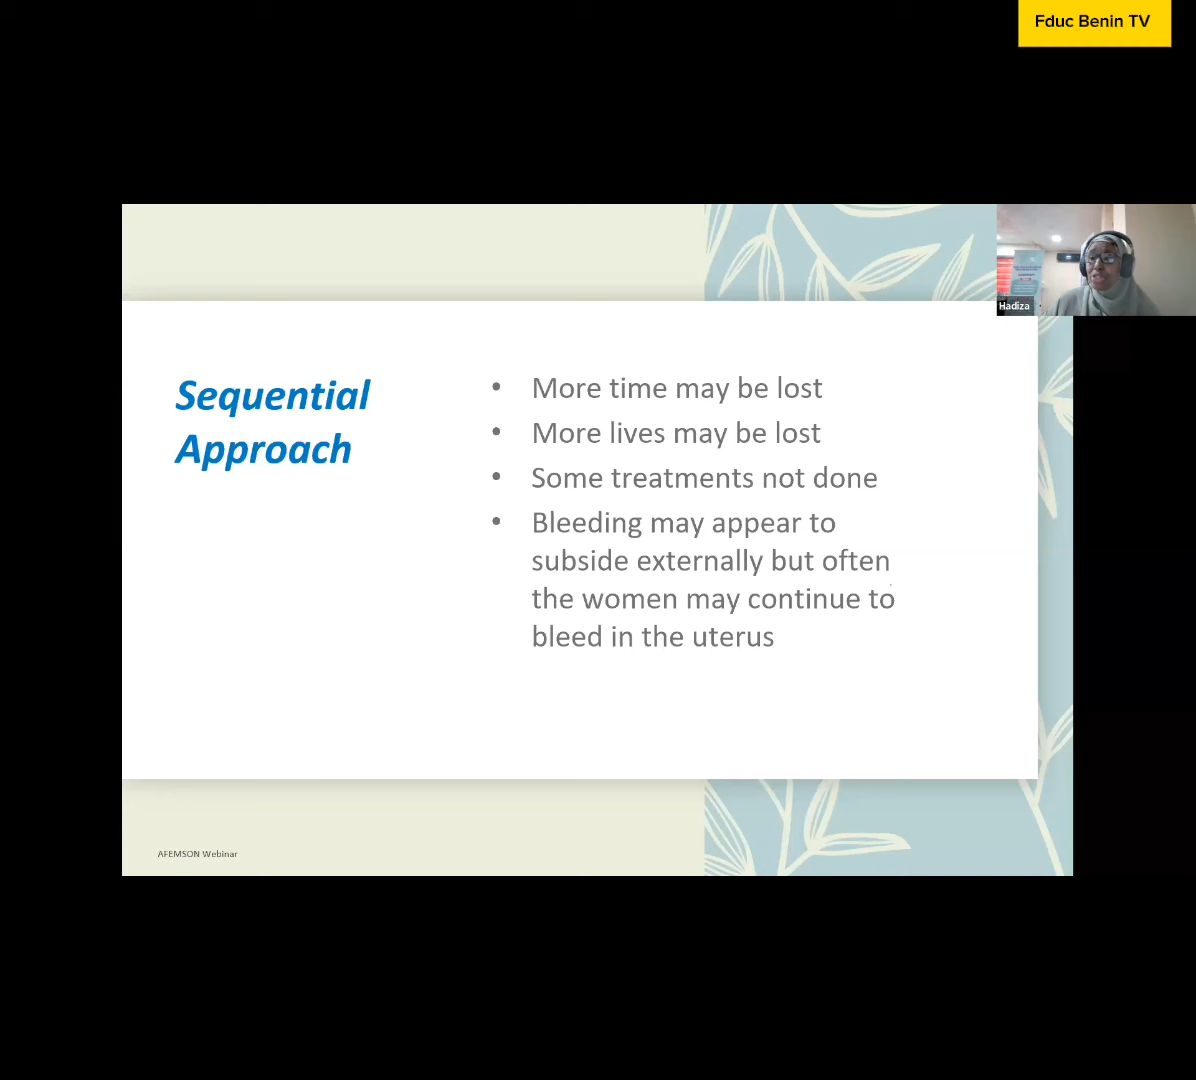 Fduc Benin TV
Hadiza
Sequential
Approach
• More time may be lost
• More lives may be lost
• Some treatments not done
• Bleeding may appear to
subside externally but often
the women may continue to
bleed in the uterus
AFEMSON Webinar